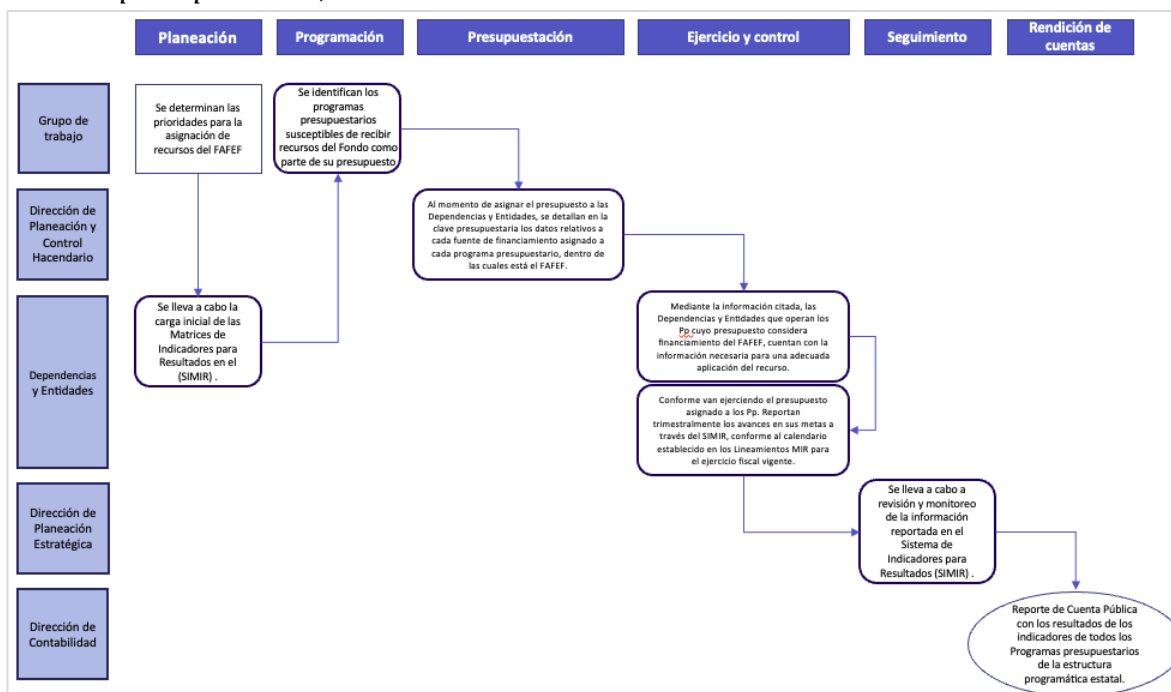 Planeación
Programación
Presupuestación
Ejercicio y control
Seguimiento
Rendición de
cuentas
Grupo de
trabajo
Se determinan las
prioridades para la
asignación de
recursos del FAFEF
Se identifican los
programas
presupuestarios
susceptibles de recibir
recursos del Fondo como
parte de su presupuesto
Dirección de
Planeación y
Control
Hacendario
Al momento de asignar el presupuesto a las
Dependencias y Entidades, se detallan en la
clave presupuestaria los datos relativos a
cada fuente de financiamiento asignado a
cada programa presupuestario, dentro de
las cuales está el FAFEF.
Dependencias
y Entidades
Se lleva a cabo la
carga inicial de las
Matrices de
Indicadores para
Resultados en el
(SIMIR) .
Mediante la información citada, las
Dependencias y Entidades que operan los
Pp cuyo presupuesto considera
financiamiento del FAFEF, cuentan con la
información necesaria para una adecuada
aplicación del recurso.
Conforme van ejerciendo el presupuesto
asignado a los Pp. Reportan
trimestralmente los avances en sus metas a
través del SIMIR, conforme al calendario
establecido en los Lineamientos MIR para
el ejercicio fiscal vigente.
Dirección de
Planeación
Estratégica
Se lleva a cabo a
revisión y monitoreo
de la información
reportada en el
Sistema de
Indicadores para
Resultados (SIMIR) .
Dirección de
Contabilidad
Reporte de Cuenta Pública
con los resultados de los
indicadores de todos los
Programas presupuestarios
de la estructura
programática estatal.